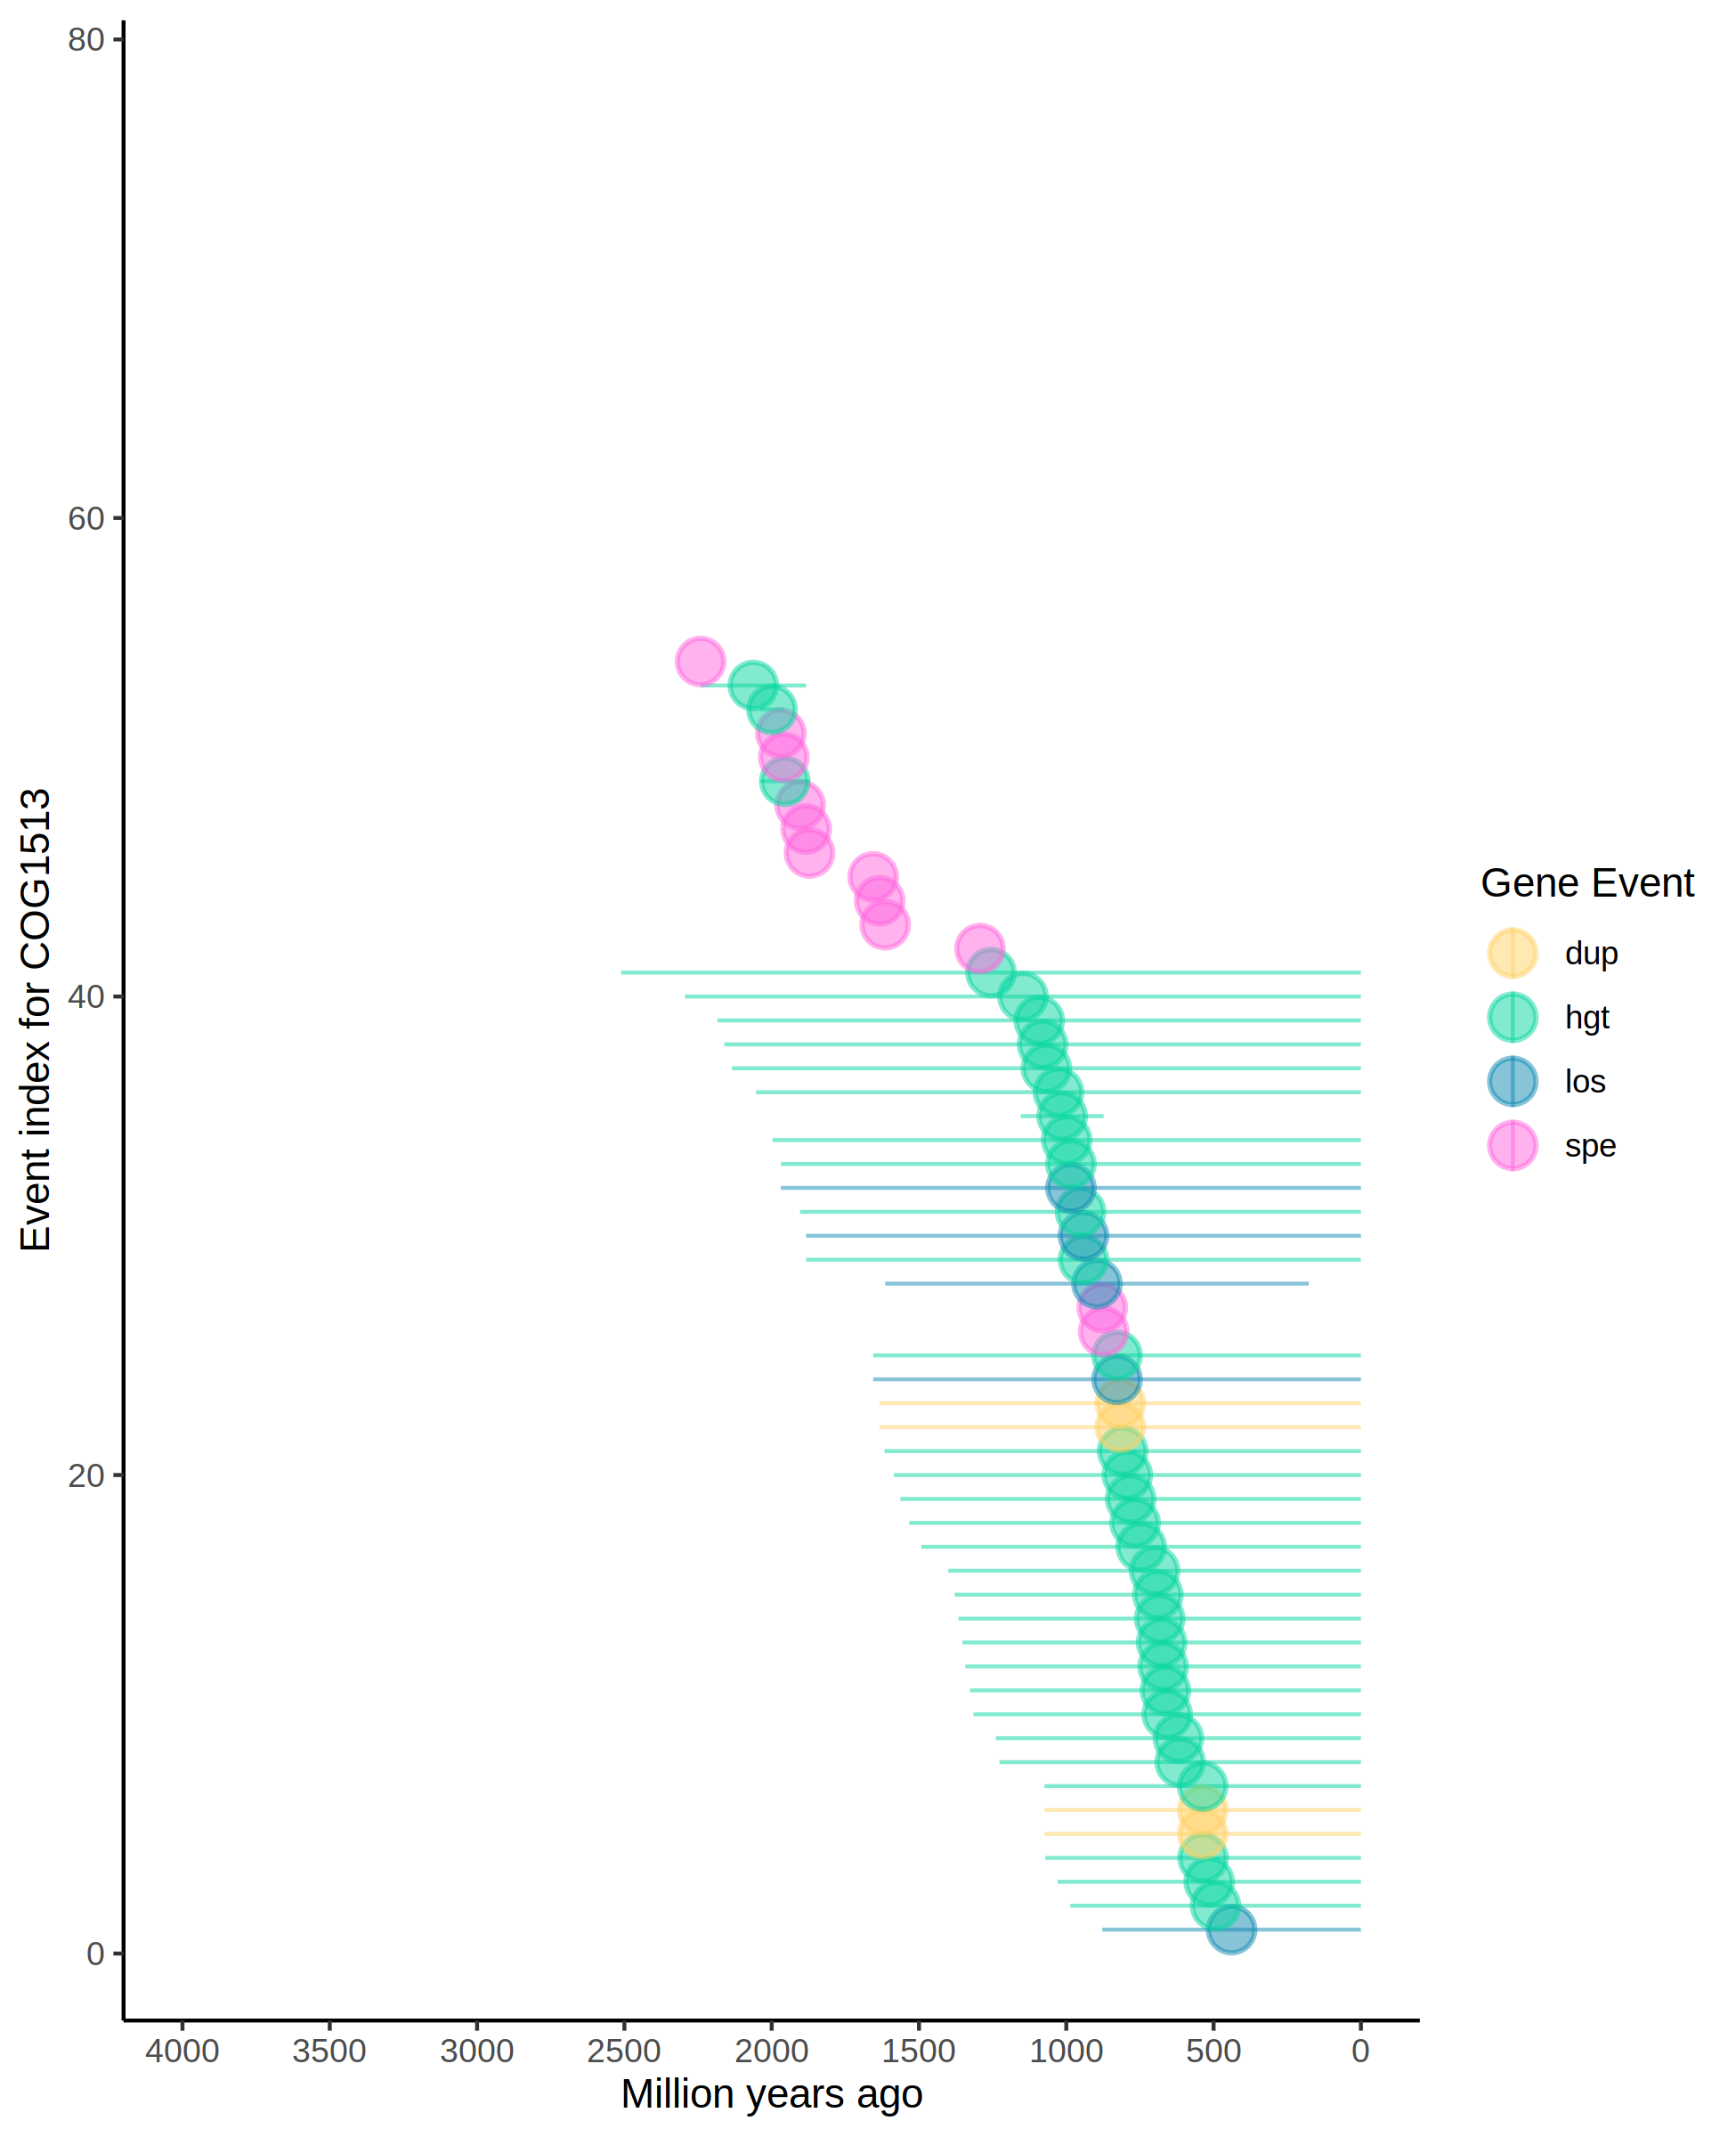 80
60
40
20
0
Event index for COG1513
4000 3500 3000 2500 2000 1500 1000 500 0
Million years ago
Gene Event
dup
hgt
los
spe